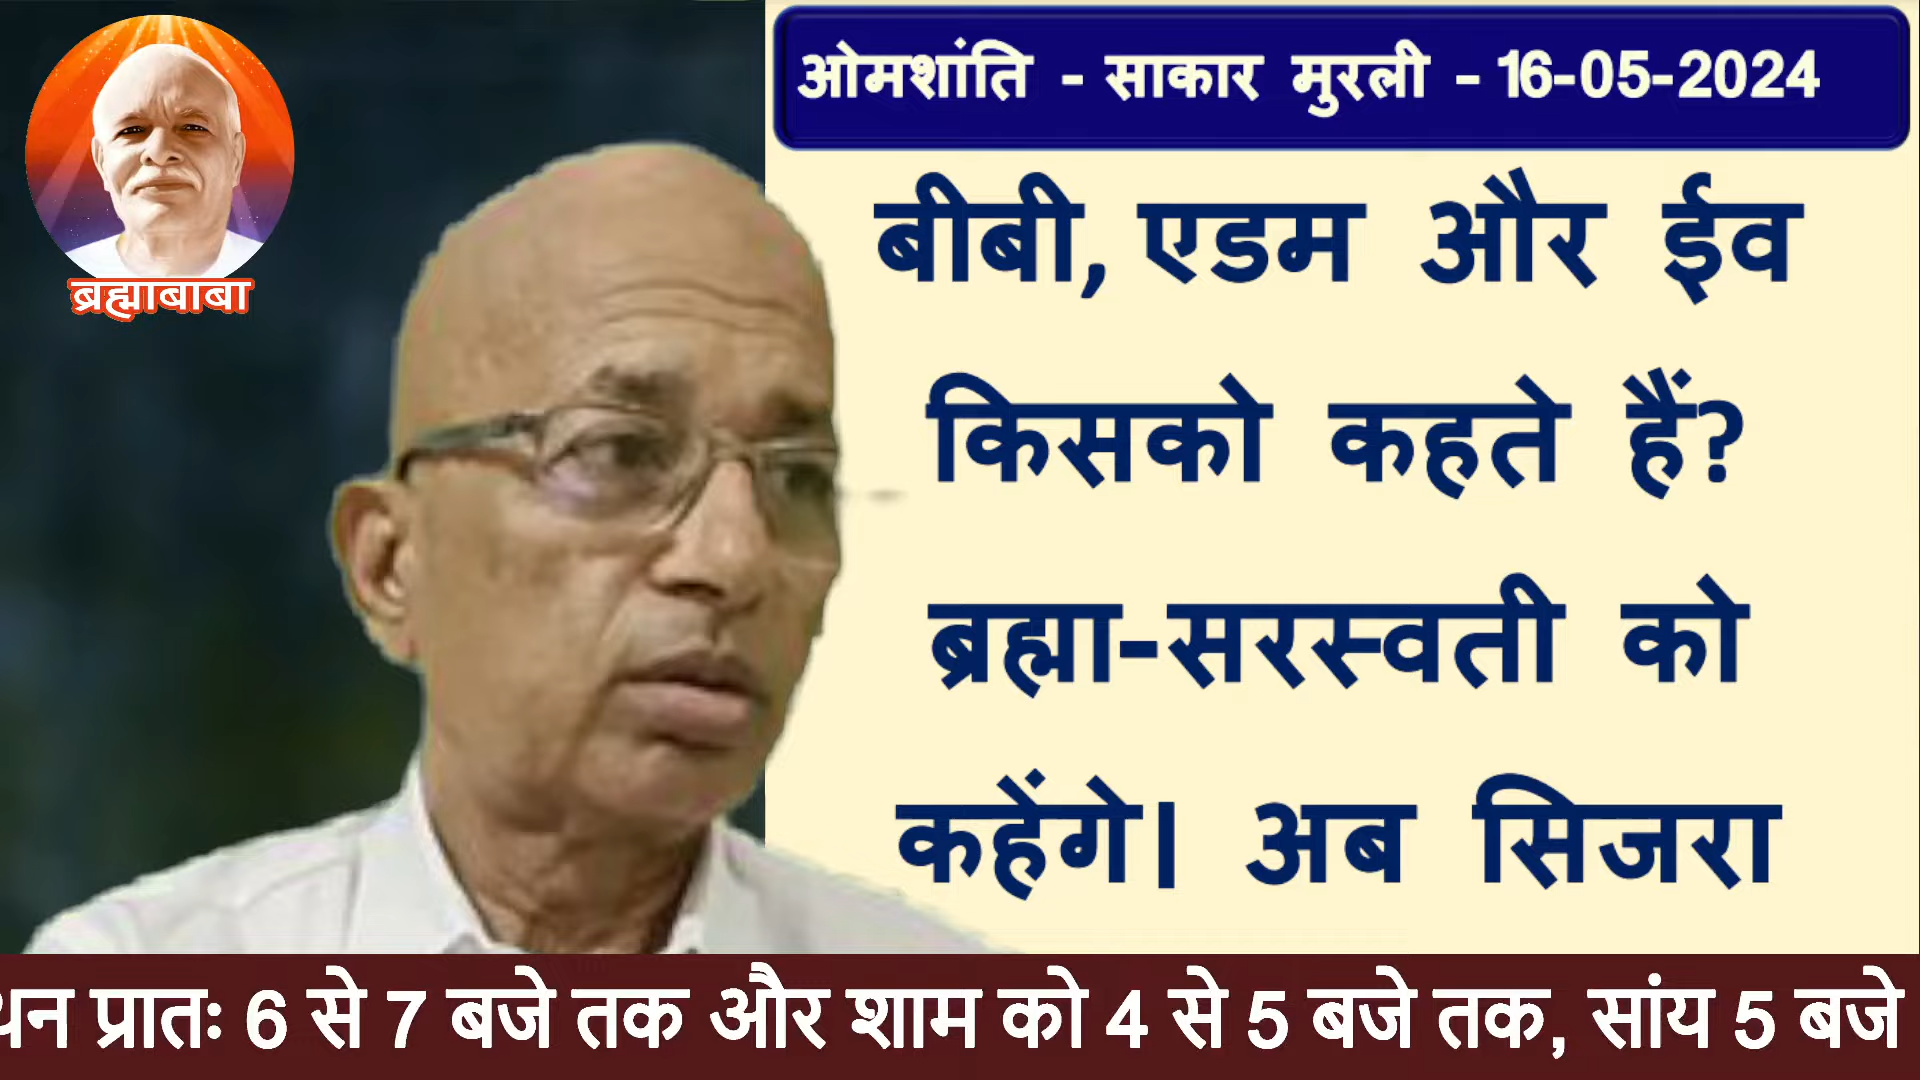 ब्रह्माबाबा
ओमशांति - साकार मुरली - 16-05-2024
बीबी, एडम और ईव
किसको कहते हैं?
ब्रह्मा-सरस्वती को
कहेंगे। अब सिजरा
प्रातः 6 से 7 बजे तक और शाम को 4 से 5 बजे तक, सांय 5 बजे